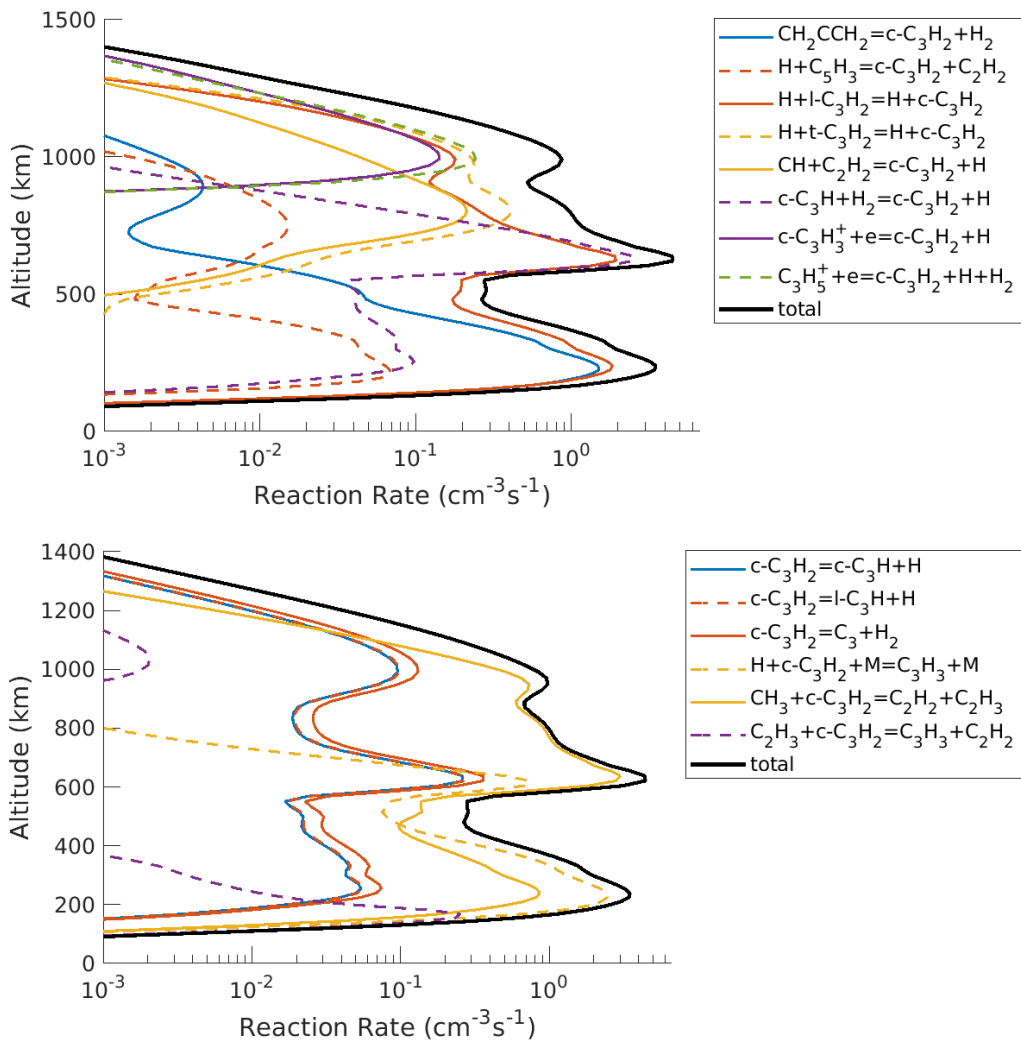 1500
1000
500
0
Altitude (km)
10⁻³
10⁻²
10⁻¹
10⁰
Reaction Rate (cm⁻³s⁻¹)
CH₂CCH₂=c-C₃H₂+H₂
H+C₅H₃=c-C₃H₂+C₂H₂
H+l-C₃H₂=H+c-C₃H₂
H+t-C₃H₂=H+c-C₃H₂
CH+C₂H₂=c-C₃H₂+H
c-C₃H+H₂=c-C₃H₂+H
c-C₃H₃⁺+e=c-C₃H₂+H
C₃H₅⁺+e=c-C₃H₂+H+H₂
total
1400
1200
1000
800
600
400
200
0
Altitude (km)
10⁻³
10⁻²
10⁻¹
10⁰
Reaction Rate (cm⁻³s⁻¹)
c-C₃H₂=c-C₃H+H
c-C₃H₂=l-C₃H+H
c-C₃H₂=C₃+H₂
H+c-C₃H₂+M=C₃H₃+M
CH₃+c-C₃H₂=C₂H₂+C₂H₃
C₂H₃+c-C₃H₂=C₃H₃+C₂H₂
total